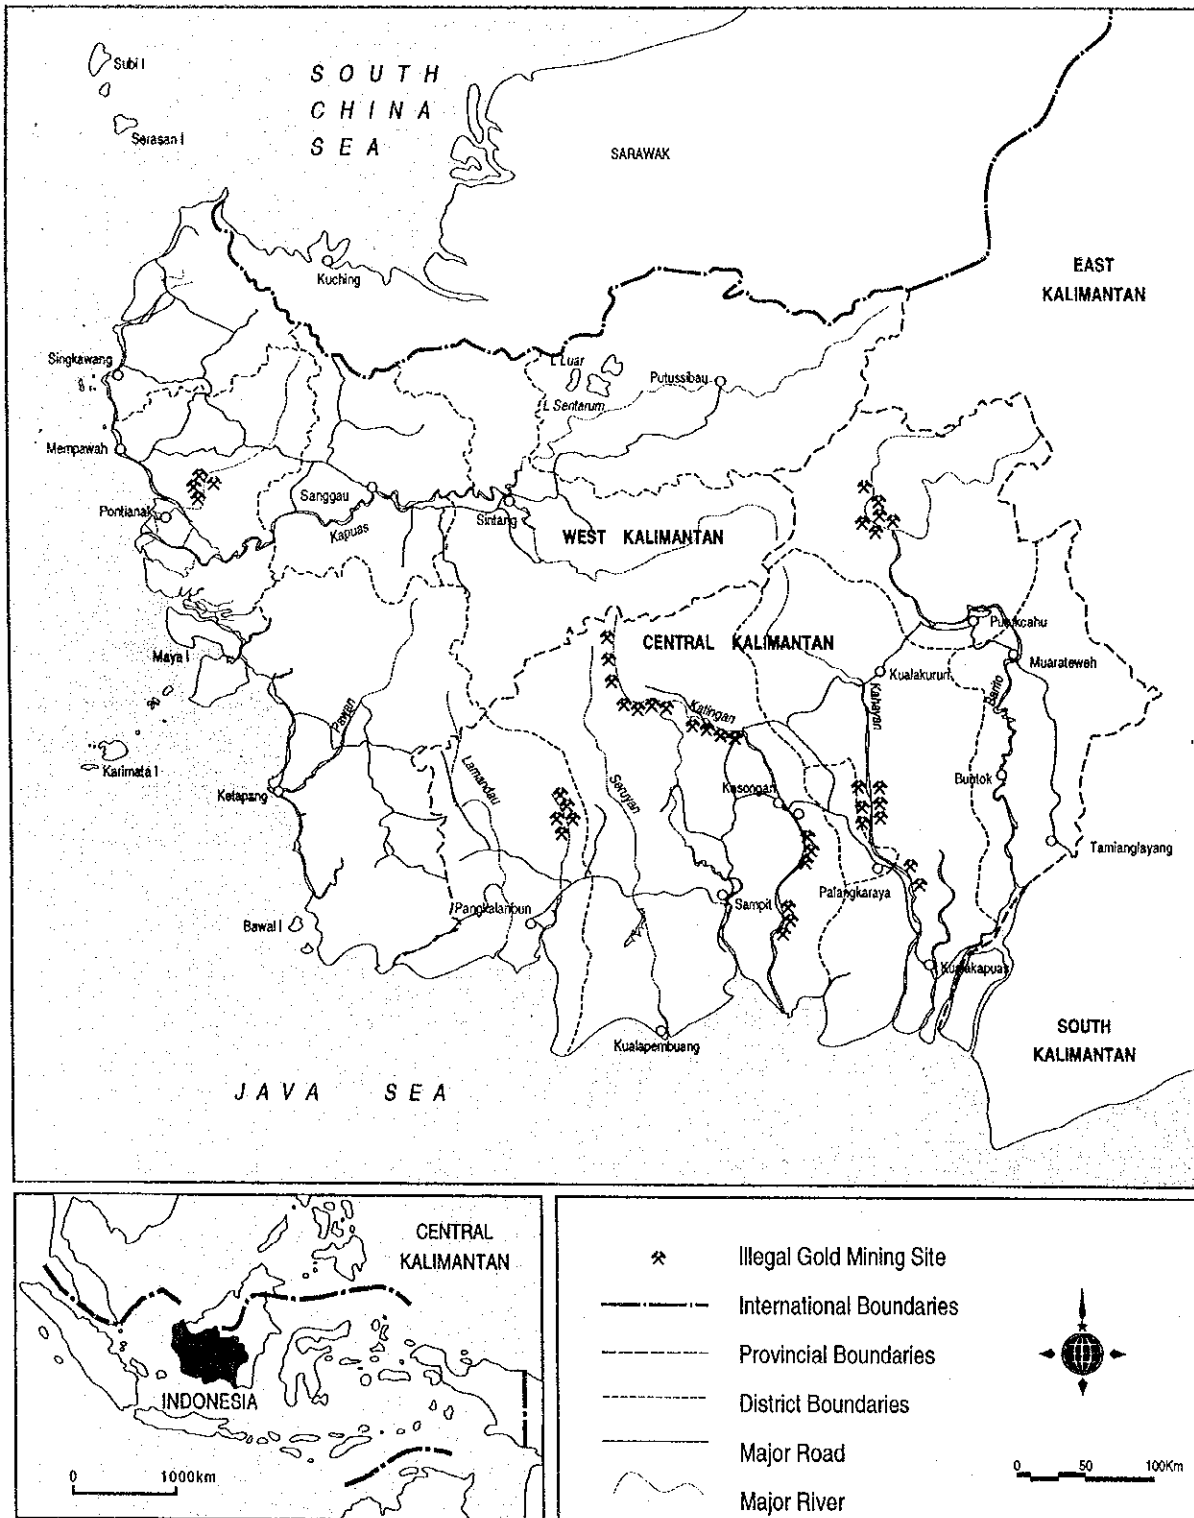 Subi I
SOUTH
CHINA
SEA
Serasan I
SARAWAK
Kuching
EAST
KALIMANTAN
Singkawang
L Luar
Putussibau
L Sentarum
Mempawah
Sanggau
Pontianak
Sintang
Kapuas
WEST KALIMANTAN
Purukcahu
CENTRAL KALIMANTAN
Maya I
Muarateweh
Kualakurun
Barito
Katingan
Kahayan
Pawan
Karimata I
Lamandau
Buntok
Ketapang
Seruyan
Kasongan
Tamianglayang
Palangkaraya
Sampit
Pangkalanbun
Bawal I
Kualakapuas
SOUTH
KALIMANTAN
Kualapembuang
JAVA SEA
CENTRAL
KALIMANTAN
INDONESIA
0 1000km
Illegal Gold Mining Site
International Boundaries
Provincial Boundaries
District Boundaries
Major Road
Major River
0 50 100Km